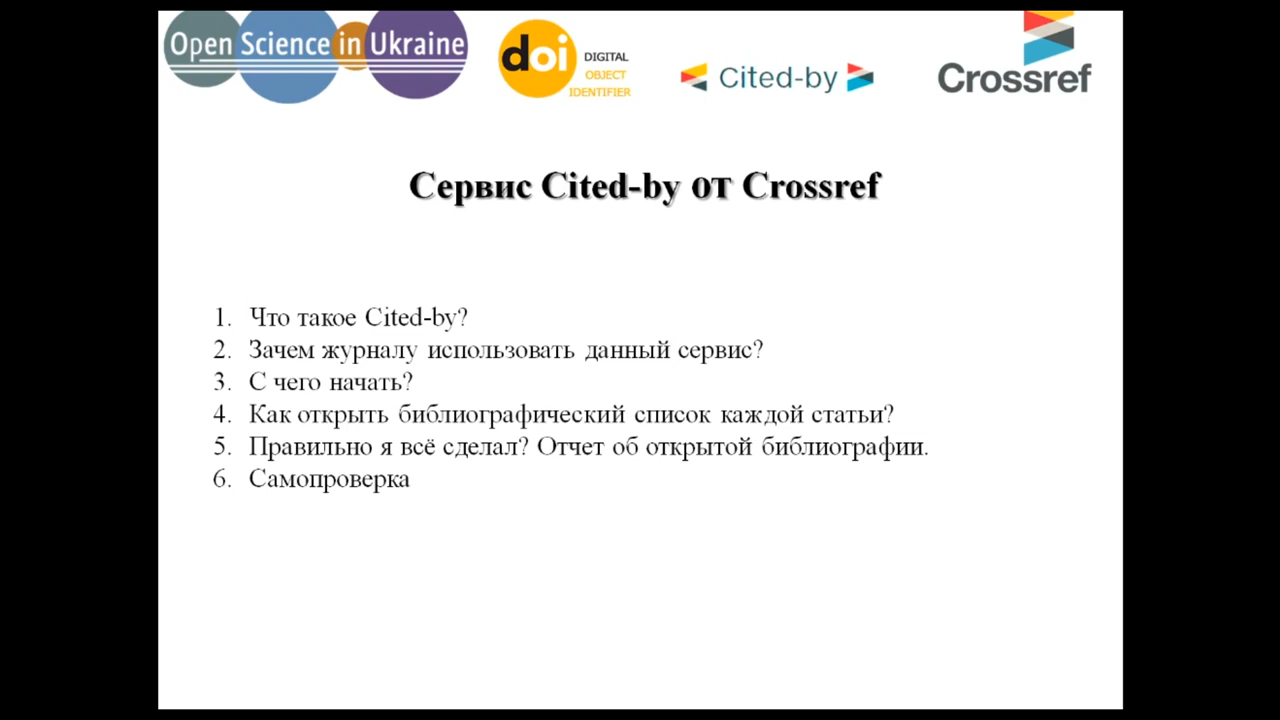 Open Science in Ukraine
doi DIGITAL
OBJECT
IDENTIFIER
Cited-by
Crossref
Сервис Cited-by от Crossref
1. Что такое Cited-by?
2. Зачем журналу использовать данный сервис?
3. С чего начать?
4. Как открыть библиографический список каждой статьи?
5. Правильно я всё сделал? Отчет об открытой библиографии.
6. Самопроверка